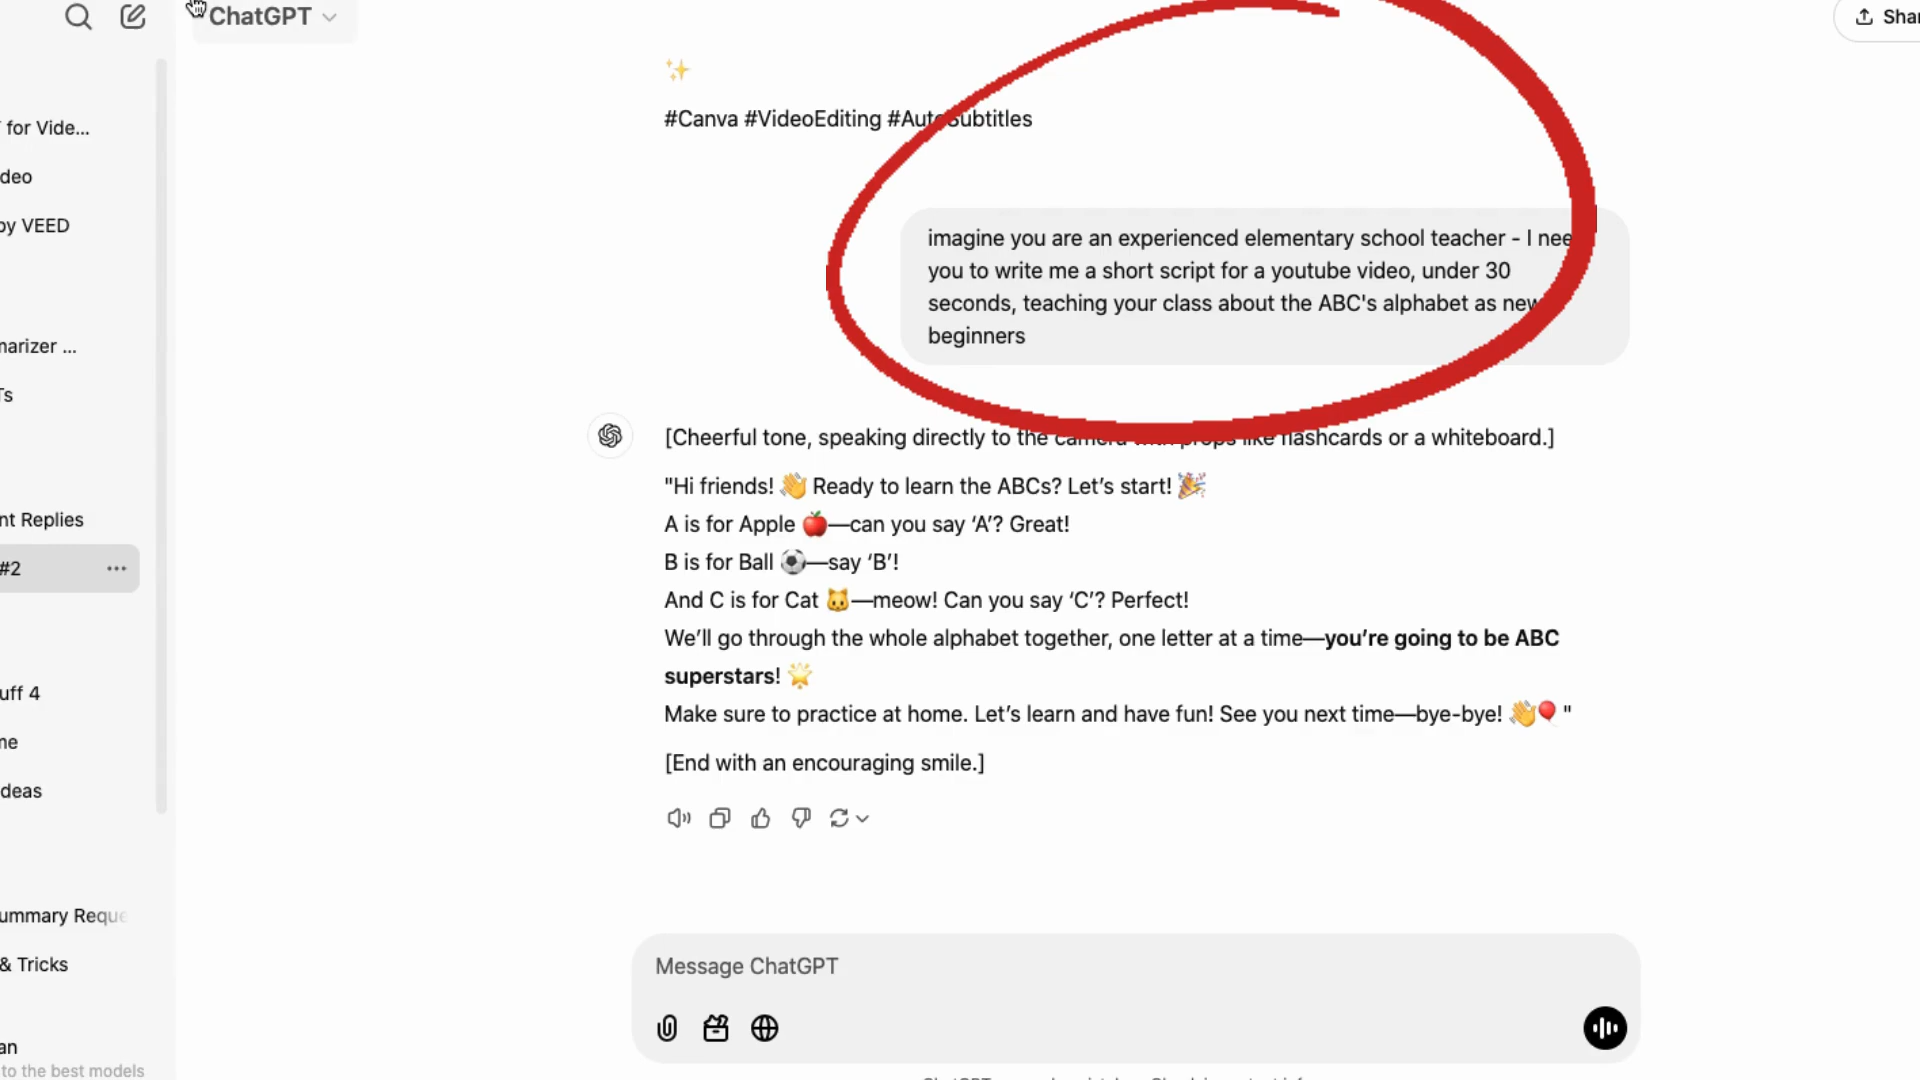 ChatGPT
Shar
for Vide...
deo
by VEED
marizer ...
Ts
nt Replies
#2
uff 4
me
deas
ummary Reque
& Tricks
an
to the best models
✨
#Canva #VideoEditing #AutoSubtitles
imagine you are an experienced elementary school teacher - I nee
you to write me a short script for a youtube video, under 30
seconds, teaching your class about the ABC's alphabet as new
beginners
[Cheerful tone, speaking directly to the camera with props like flashcards or a whiteboard.]
"Hi friends! 👋 Ready to learn the ABCs? Let’s start! 🎉
A is for Apple 🍎—can you say ‘A’? Great!
B is for Ball ⚽—say ‘B’!
And C is for Cat 🐱—meow! Can you say ‘C’? Perfect!
We’ll go through the whole alphabet together, one letter at a time—you’re going to be ABC
superstars! 🌟
Make sure to practice at home. Let’s learn and have fun! See you next time—bye-bye! 👋🎈"
[End with an encouraging smile.]
Message ChatGPT